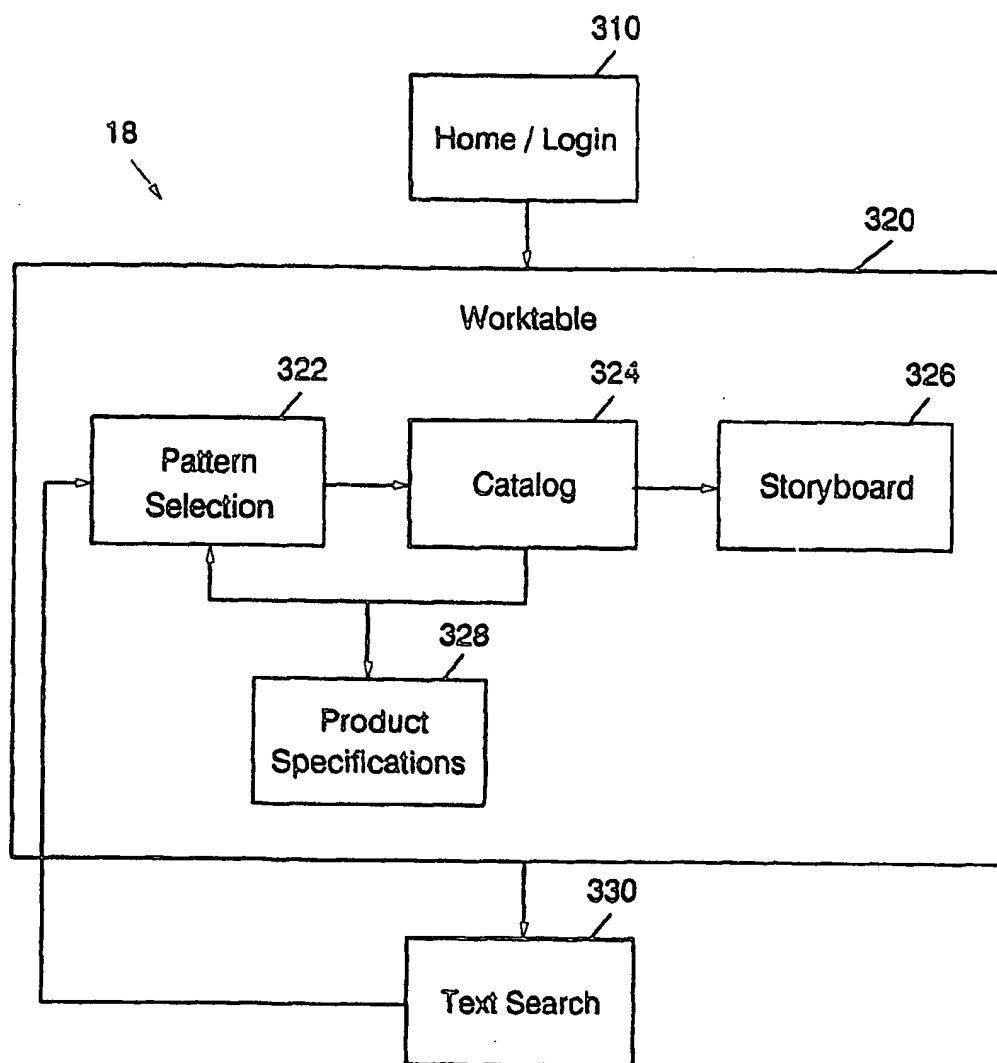 310
Home / Login
18
320
Worktable
322
324
326
Pattern
Selection
Catalog
Storyboard
328
Product
Specifications
330
Text Search